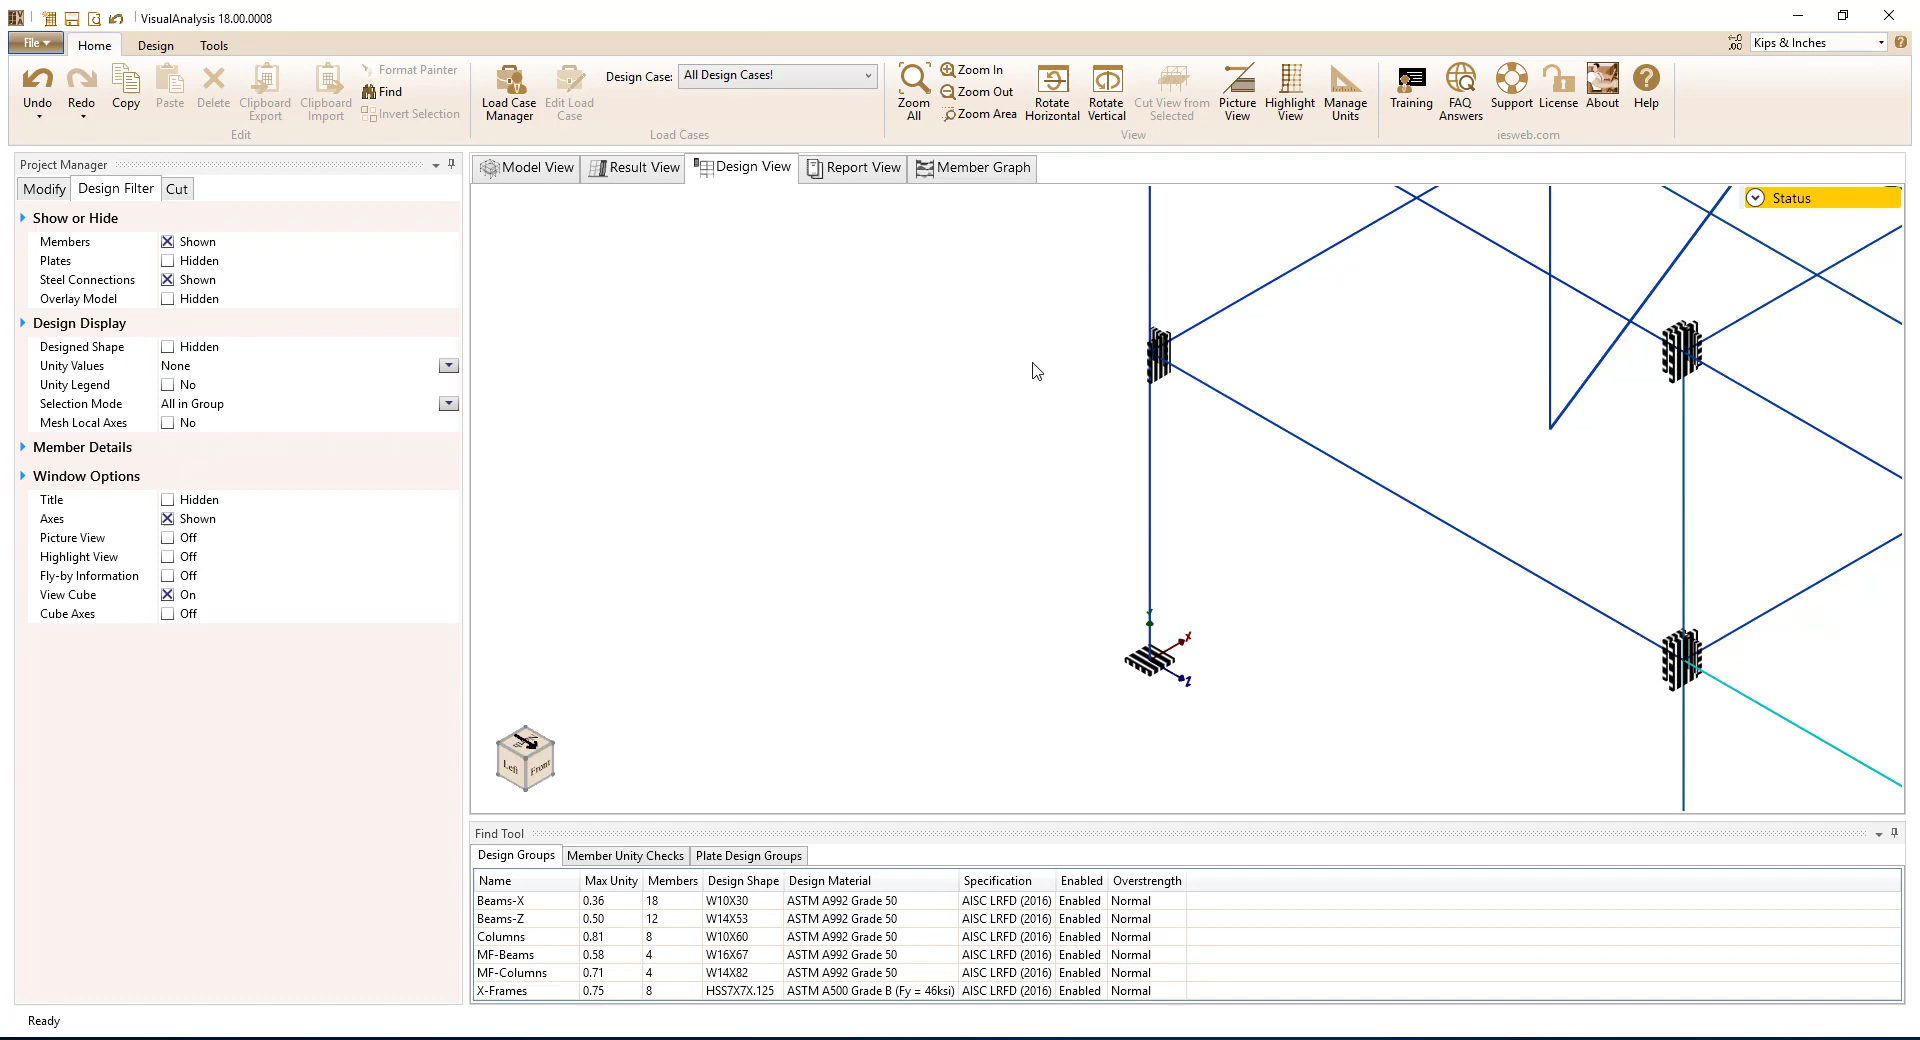 VisualAnalysis 18.00.0008
File Home Design Tools
Kips & Inches
Undo
Redo
Copy
Paste
Delete
Clipboard Export
Clipboard Import
Format Painter
Find
Invert Selection
Edit
Load Case Manager
Edit Load Case
Design Case: All Design Cases!
Load Cases
Zoom All
Zoom In
Zoom Out
Zoom Area
Rotate Horizontal
Rotate Vertical
Cut View from Selected
Picture View
Highlight View
Manage Units
View
Training
FAQ Answers
Support
License
About
Help
iesweb.com
Project Manager
Modify Design Filter Cut
Show or Hide
Members Shown
Plates Hidden
Steel Connections Shown
Overlay Model Hidden
Design Display
Designed Shape Hidden
Unity Values None
Unity Legend No
Selection Mode All in Group
Mesh Local Axes No
Member Details
Window Options
Title Hidden
Axes Shown
Picture View Off
Highlight View Off
Fly-by Information Off
View Cube On
Cube Axes Off
Model View Result View Design View Report View Member Graph
Status
Y
X
Z
Left Front
Find Tool
Design Groups Member Unity Checks Plate Design Groups
Name Max Unity Members Design Shape Design Material Specification Enabled Overstrength
Beams-X 0.36 18 W10X30 ASTM A992 Grade 50 AISC LRFD (2016) Enabled Normal
Beams-Z 0.50 12 W14X53 ASTM A992 Grade 50 AISC LRFD (2016) Enabled Normal
Columns 0.81 8 W10X60 ASTM A992 Grade 50 AISC LRFD (2016) Enabled Normal
MF-Beams 0.58 4 W16X67 ASTM A992 Grade 50 AISC LRFD (2016) Enabled Normal
MF-Columns 0.71 4 W14X82 ASTM A992 Grade 50 AISC LRFD (2016) Enabled Normal
X-Frames 0.75 8 HSS7X7X.125 ASTM A500 Grade B (Fy = 46ksi) AISC LRFD (2016) Enabled Normal
Ready